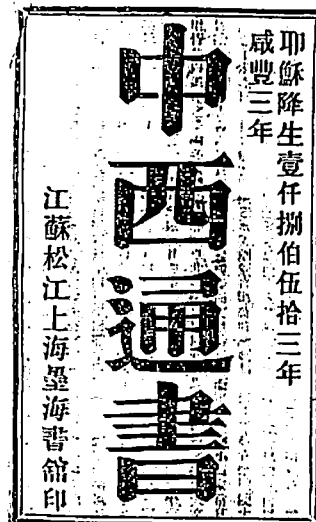 耶穌降生壹仟捌伯伍拾三年
咸豐三年
中西通書
江蘇松江上海墨海書舘印